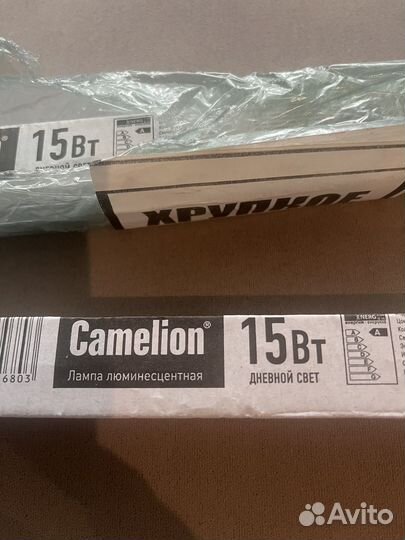 15Вт
ДНЕВНОЙ СВЕТ
A
ХРУПКОЕ
6803
Camelion®
Лампа люминесцентная
15Вт
ДНЕВНОЙ СВЕТ
A
A
G
Avito